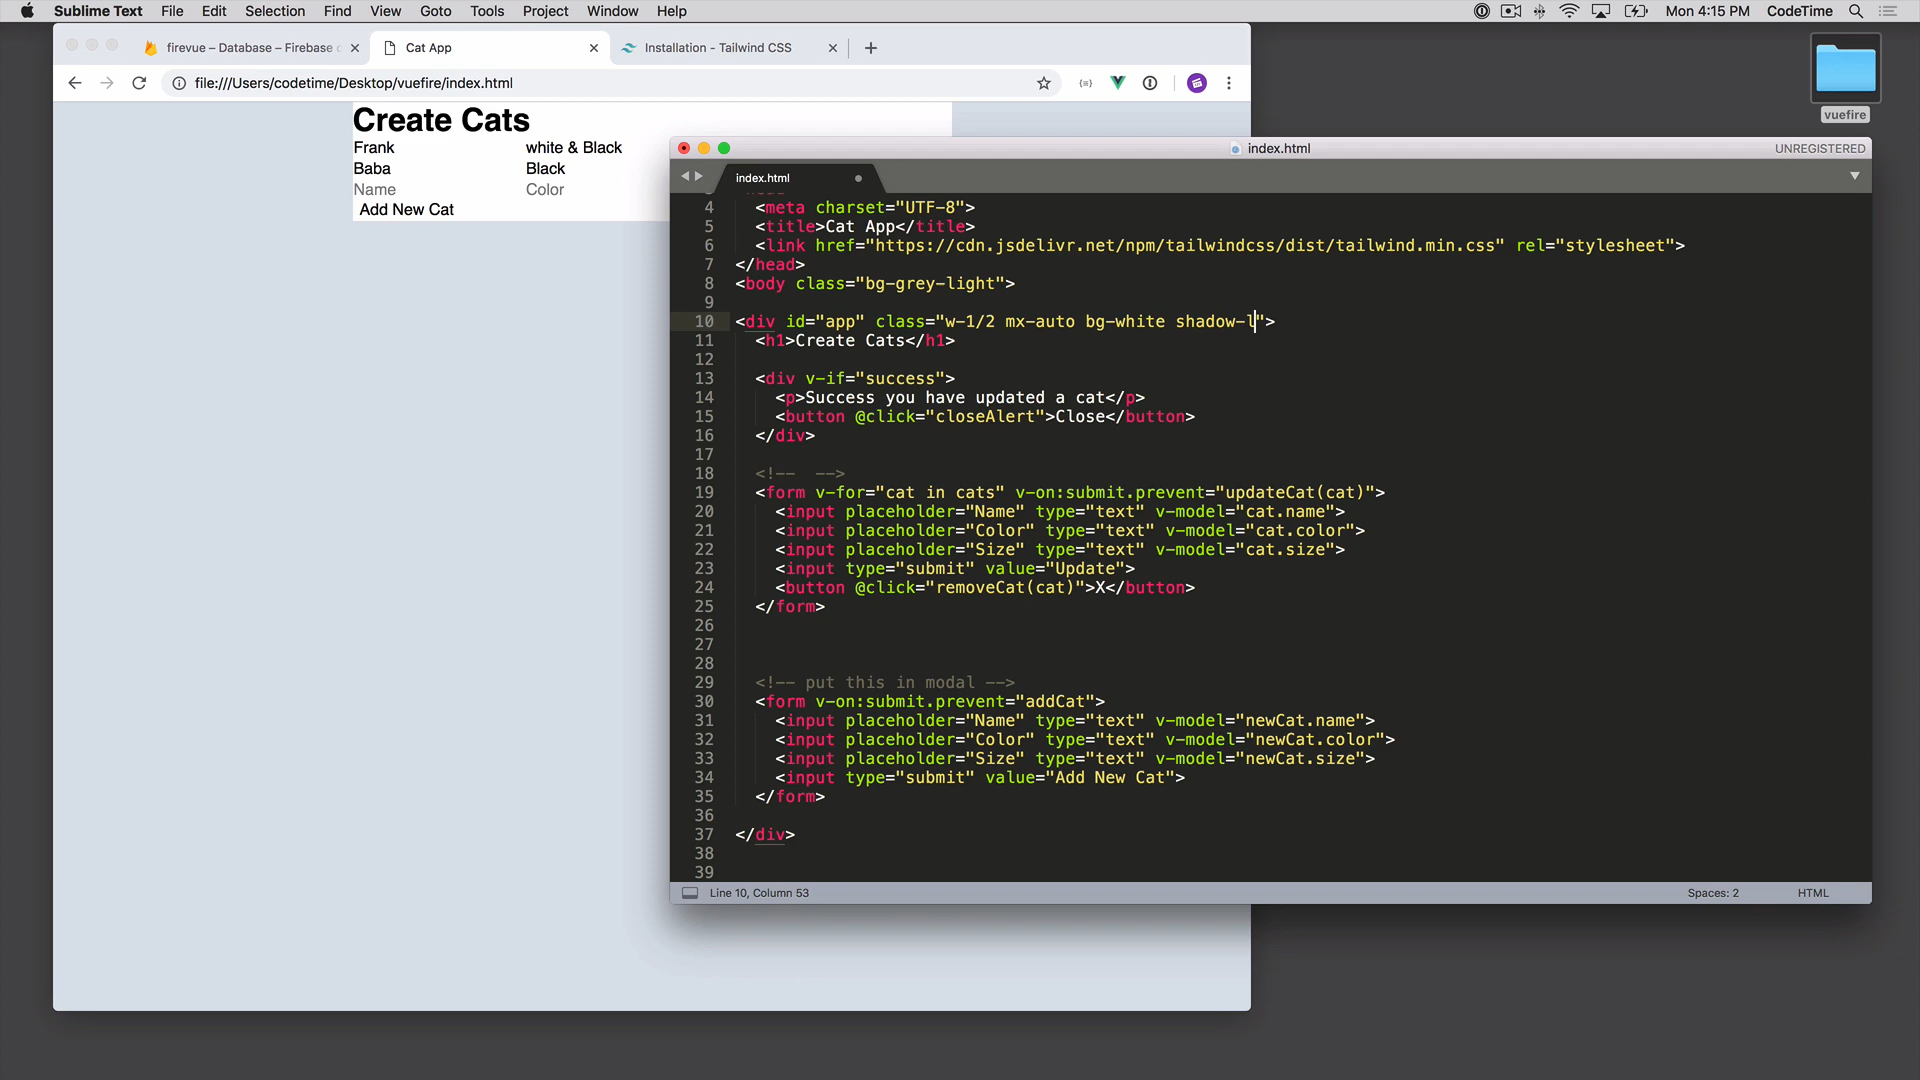 Sublime Text File Edit Selection Find View Goto Tools Project Window Help Mon 4:15 PM CodeTime
firevue – Database – Firebase
Cat App
Installation - Tailwind CSS
file:///Users/codetime/Desktop/vuefire/index.html
vuefire
Create Cats
Frank white & Black
Baba Black
Name Color
Add New Cat
index.html UNREGISTERED
index.html
4 <meta charset="UTF-8">
5 <title>Cat App</title>
6 <link href="https://cdn.jsdelivr.net/npm/tailwindcss/dist/tailwind.min.css" rel="stylesheet">
7 </head>
8 <body class="bg-grey-light">
9
10 <div id="app" class="w-1/2 mx-auto bg-white shadow-l">
11 <h1>Create Cats</h1>
12
13 <div v-if="success">
14 <p>Success you have updated a cat</p>
15 <button @click="closeAlert">Close</button>
16 </div>
17
18 <!--  -->
19 <form v-for="cat in cats" v-on:submit.prevent="updateCat(cat)">
20 <input placeholder="Name" type="text" v-model="cat.name">
21 <input placeholder="Color" type="text" v-model="cat.color">
22 <input placeholder="Size" type="text" v-model="cat.size">
23 <input type="submit" value="Update">
24 <button @click="removeCat(cat)">X</button>
25 </form>
26
27
28
29 <!-- put this in modal -->
30 <form v-on:submit.prevent="addCat">
31 <input placeholder="Name" type="text" v-model="newCat.name">
32 <input placeholder="Color" type="text" v-model="newCat.color">
33 <input placeholder="Size" type="text" v-model="newCat.size">
34 <input type="submit" value="Add New Cat">
35 </form>
36
37 </div>
38
39
Line 10, Column 53 Spaces: 2 HTML